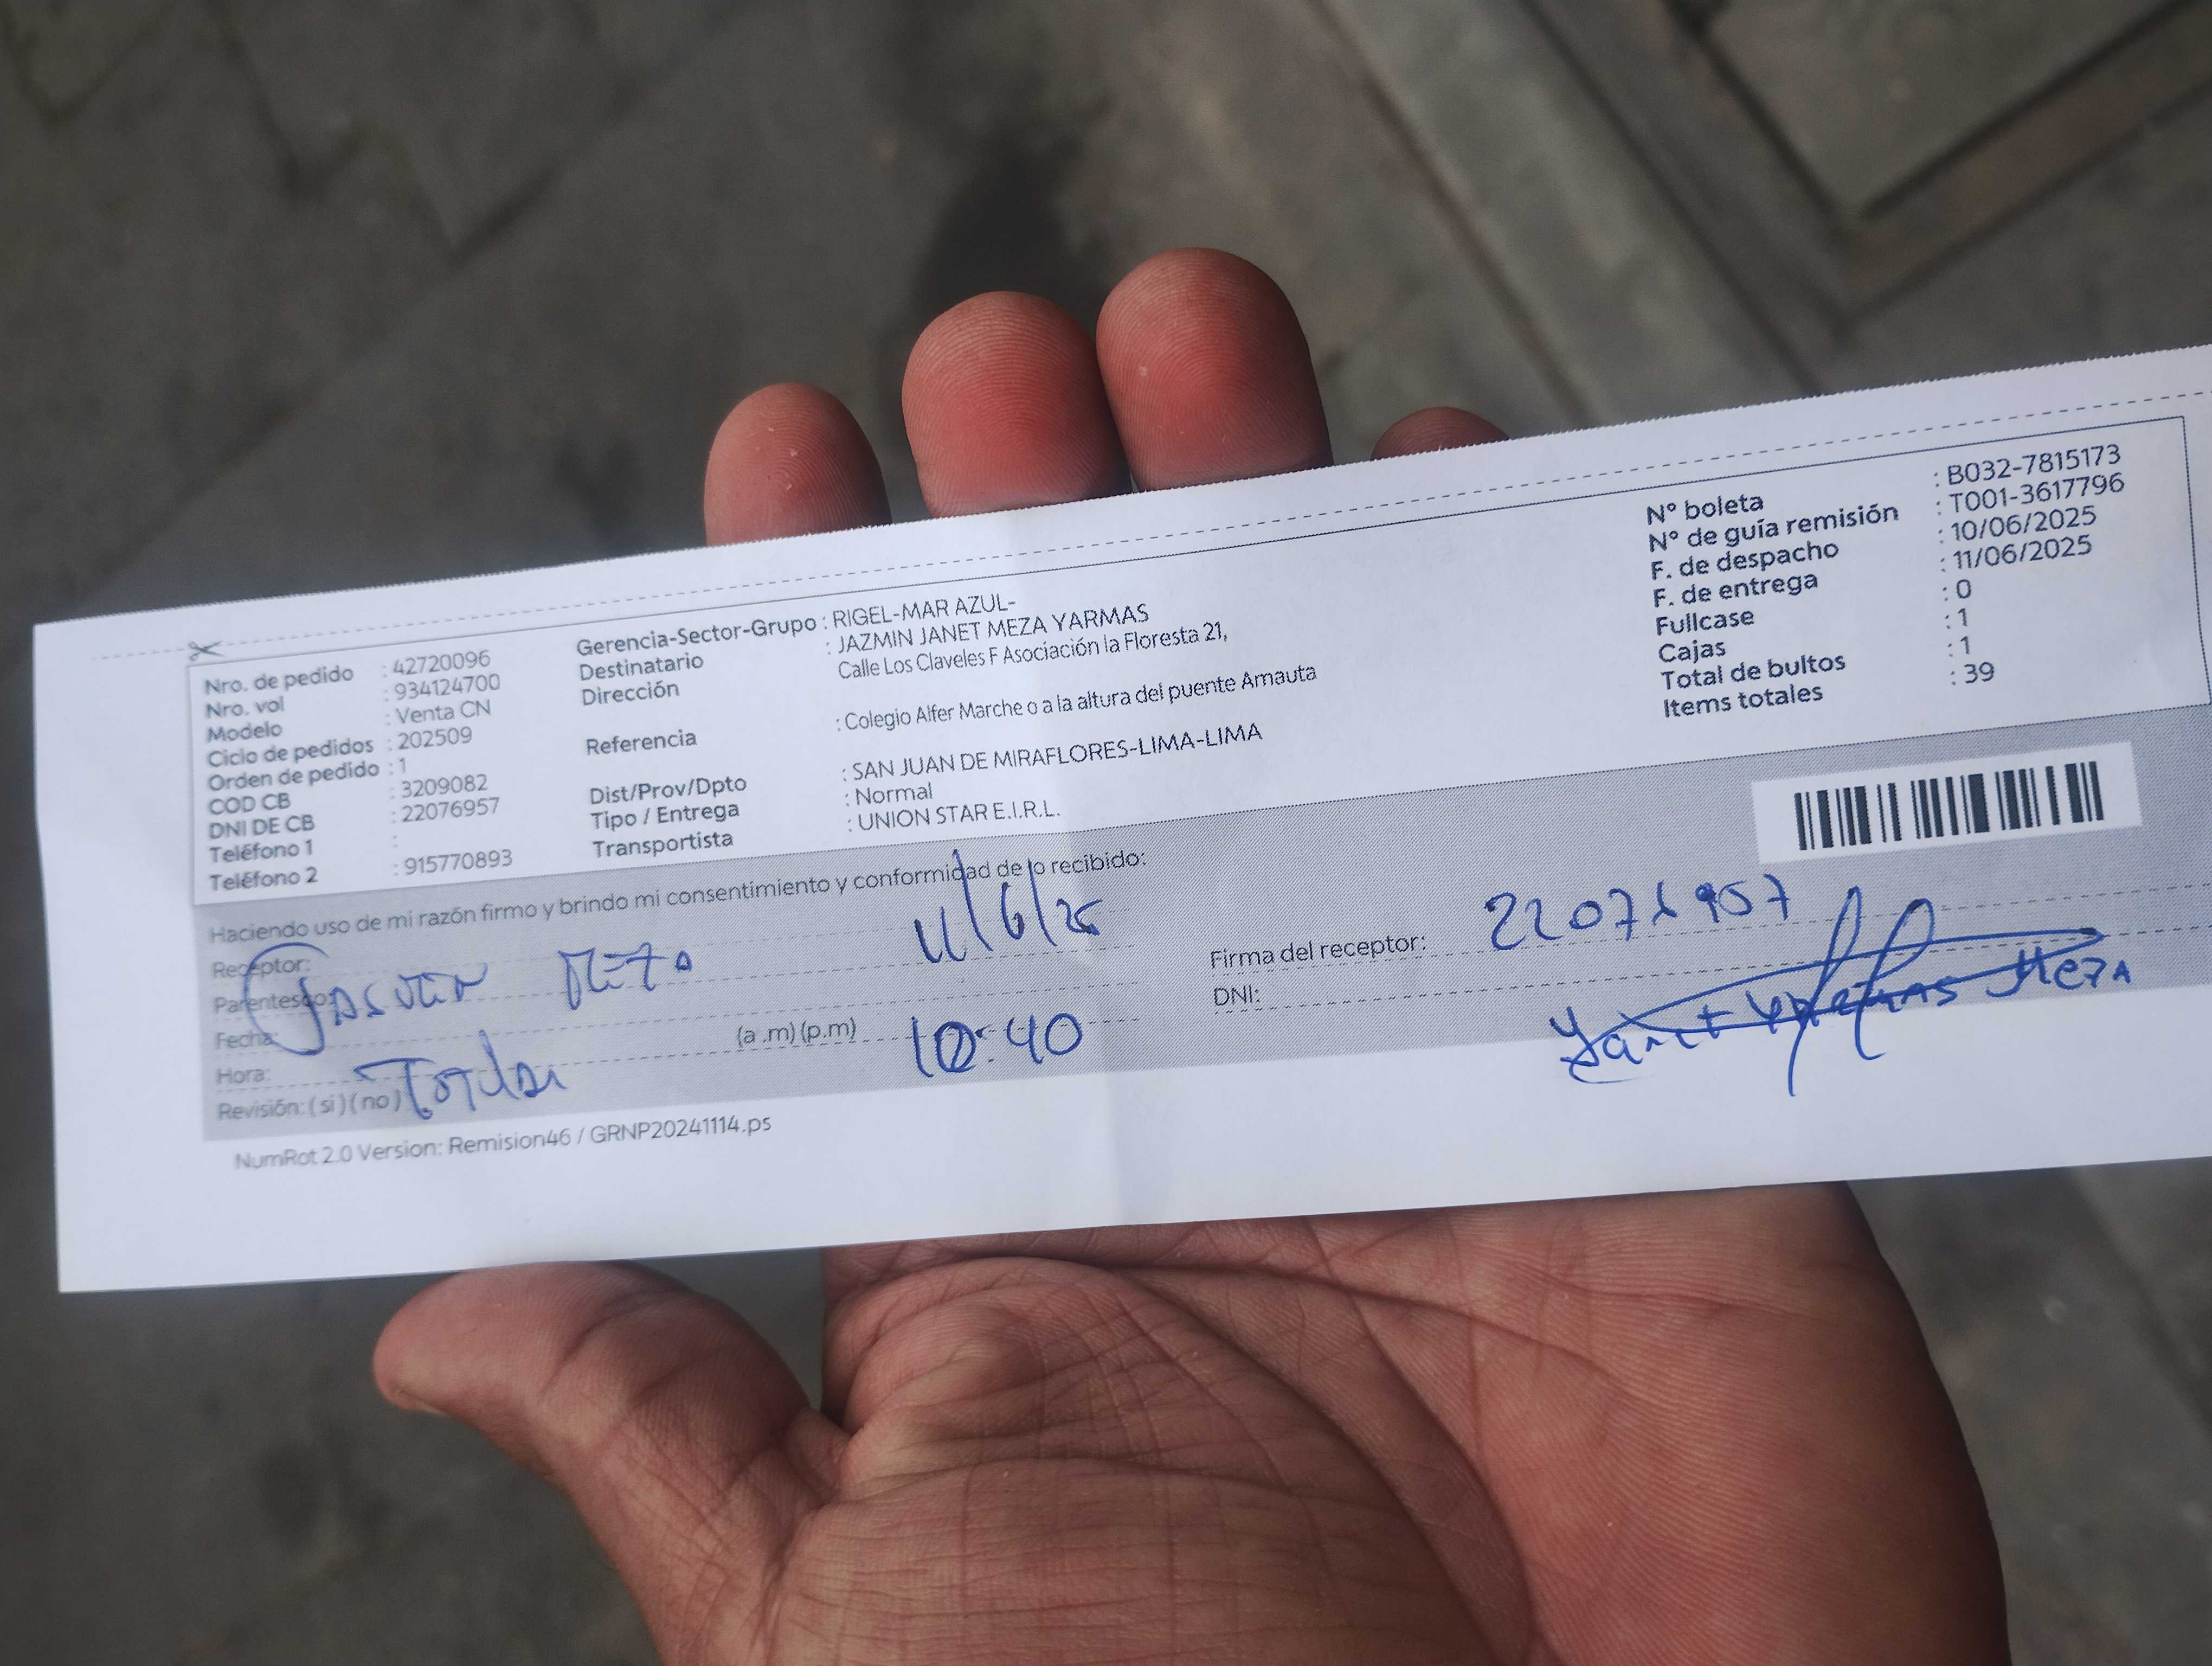 Nro. de pedido : 42720096
Nro. vol : 934124700
Modelo : Venta CN
Ciclo de pedidos : 202509
Orden de pedido : 1
COD CB : 3209082
DNI DE CB : 22076957
Teléfono 1 :
Teléfono 2 : 915770893
Gerencia-Sector-Grupo : RIGEL-MAR AZUL-
Destinatario : JAZMIN JANET MEZA YARMAS
Dirección Calle Los Claveles F Asociación la Floresta 21,
Referencia : Colegio Alfer Marche o a la altura del puente Amauta
Dist/Prov/Dpto : SAN JUAN DE MIRAFLORES-LIMA-LIMA
Tipo / Entrega : Normal
Transportista : UNION STAR E.I.R.L.
N° boleta : B032-7815173
N° de guía remisión : T001-3617796
F. de despacho : 10/06/2025
F. de entrega : 11/06/2025
Fullcase : 0
Cajas : 1
Total de bultos : 1
Items totales : 39
Haciendo uso de mi razón firmo y brindo mi consentimiento y conformidad de lo recibido:
Receptor:
Parentesco:
Fecha: 11/6/25
Hora: (a .m) (p.m) 10:40
Revisión: ( si ) ( no )
Firma del receptor: 22076957
DNI:
Meza
NumRot 2.0 Version: Remision46 / GRNP20241114.ps